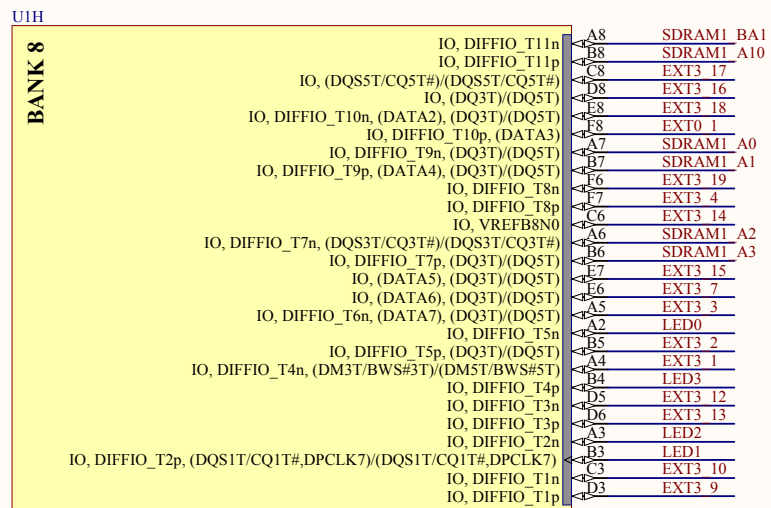 U1H
BANK 8
IO, DIFFIO_T11n A8 SDRAM1_BA1
IO, DIFFIO_T11p B8 SDRAM1_A10
IO, (DQS5T/CQ5T#)/(DQS5T/CQ5T#) C8 EXT3_17
IO, (DQ3T)/(DQ5T) D8 EXT3_16
IO, DIFFIO_T10n, (DATA2), (DQ3T)/(DQ5T) E8 EXT3_18
IO, DIFFIO_T10p, (DATA3) F8 EXT0_1
IO, DIFFIO_T9n, (DQ3T)/(DQ5T) A7 SDRAM1_A0
IO, DIFFIO_T9p, (DATA4), (DQ3T)/(DQ5T) B7 SDRAM1_A1
IO, DIFFIO_T8n F6 EXT3_19
IO, DIFFIO_T8p F7 EXT3_4
IO, VREFB8N0 C6 EXT3_14
IO, DIFFIO_T7n, (DQS3T/CQ3T#)/(DQS3T/CQ3T#) A6 SDRAM1_A2
IO, DIFFIO_T7p, (DQ3T)/(DQ5T) B6 SDRAM1_A3
IO, (DATA5), (DQ3T)/(DQ5T) E7 EXT3_15
IO, (DATA6), (DQ3T)/(DQ5T) E6 EXT3_7
IO, DIFFIO_T6n, (DATA7), (DQ3T)/(DQ5T) A5 EXT3_3
IO, DIFFIO_T5n A2 LED0
IO, DIFFIO_T5p, (DQ3T)/(DQ5T) B5 EXT3_2
IO, DIFFIO_T4n, (DM3T/BWS#3T)/(DM5T/BWS#5T) A4 EXT3_1
IO, DIFFIO_T4p B4 LED3
IO, DIFFIO_T3n D5 EXT3_12
IO, DIFFIO_T3p D6 EXT3_13
IO, DIFFIO_T2n A3 LED2
IO, DIFFIO_T2p, (DQS1T/CQ1T#,DPCLK7)/(DQS1T/CQ1T#,DPCLK7) B3 LED1
IO, DIFFIO_T1n C3 EXT3_10
IO, DIFFIO_T1p D3 EXT3_9